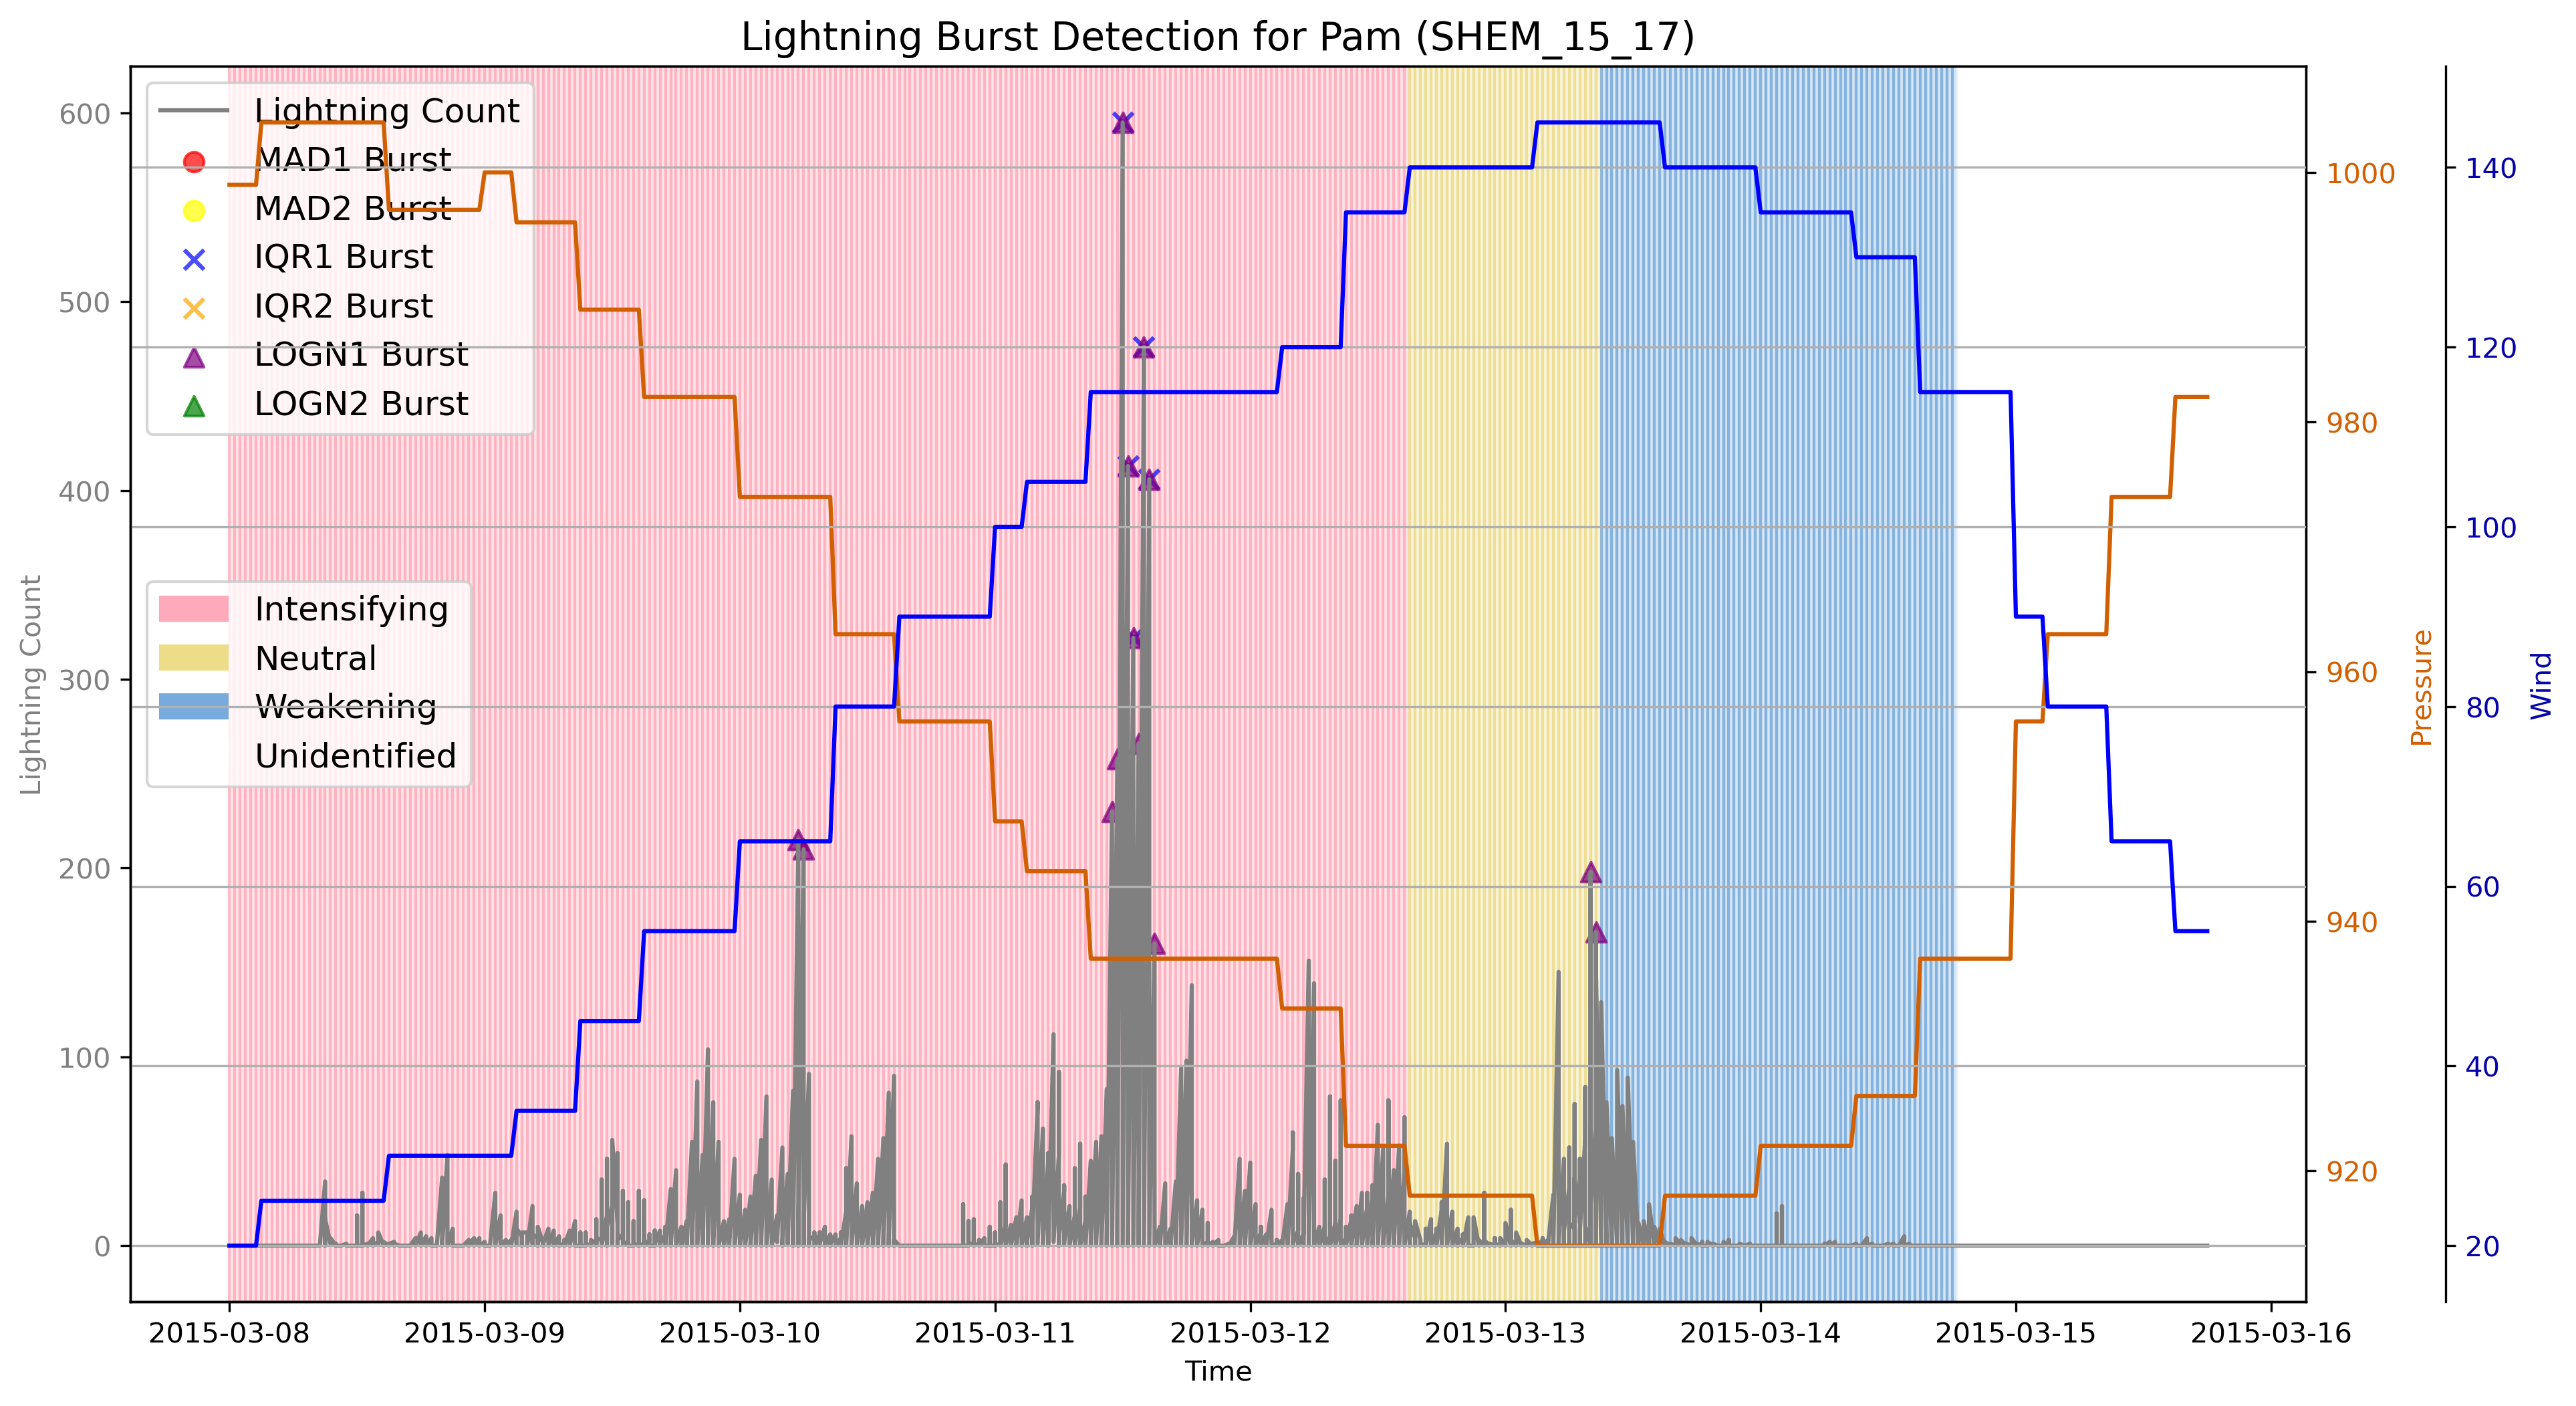 Lightning Burst Detection for Pam (SHEM_15_17)
Lightning Count
MAD1 Burst
MAD2 Burst
IQR1 Burst
IQR2 Burst
LOGN1 Burst
LOGN2 Burst
Intensifying
Neutral
Weakening
Unidentified
Lightning Count
600
500
400
300
200
100
0
1000
980
960
940
920
Pressure
140
120
100
80
60
40
20
Wind
2015-03-08 2015-03-09 2015-03-10 2015-03-11 2015-03-12 2015-03-13 2015-03-14 2015-03-15 2015-03-16
Time